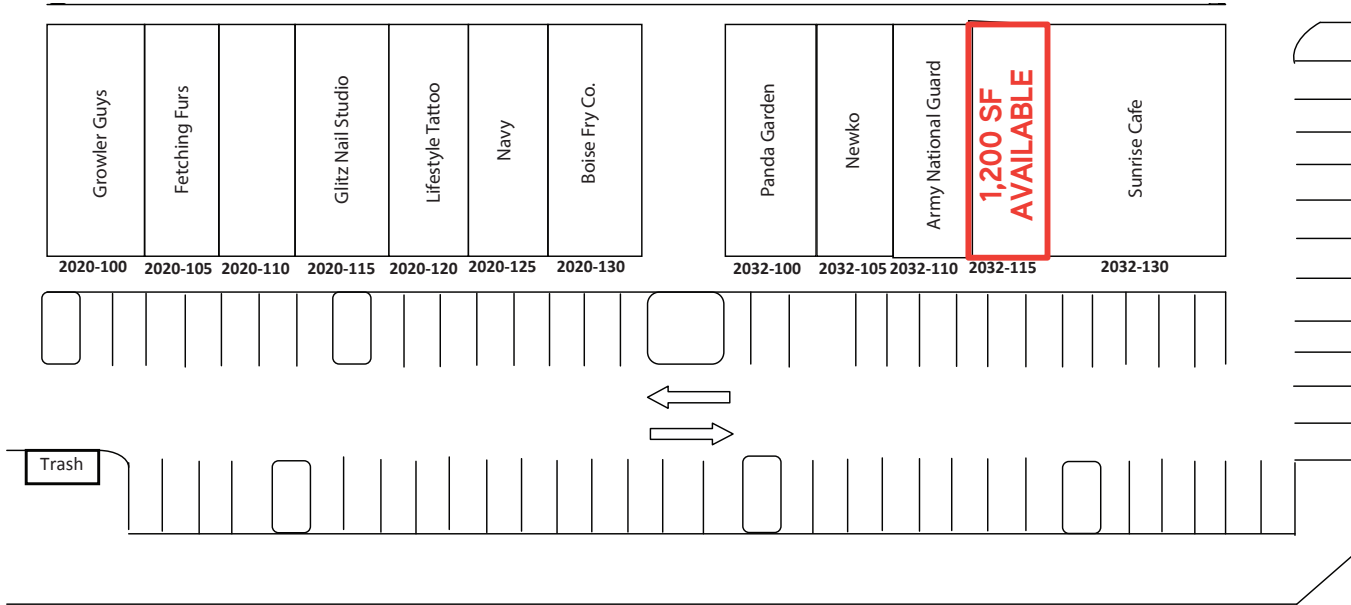 Growler Guys
Fetching Furs
Glitz Nail Studio
Lifestyle Tattoo
Navy
Boise Fry Co.
Panda Garden
Newko
Army National Guard
1,200 SF
AVAILABLE
Sunrise Cafe
2020-100
2020-105
2020-110
2020-115
2020-120
2020-125
2020-130
2032-100
2032-105
2032-110
2032-115
2032-130
Trash